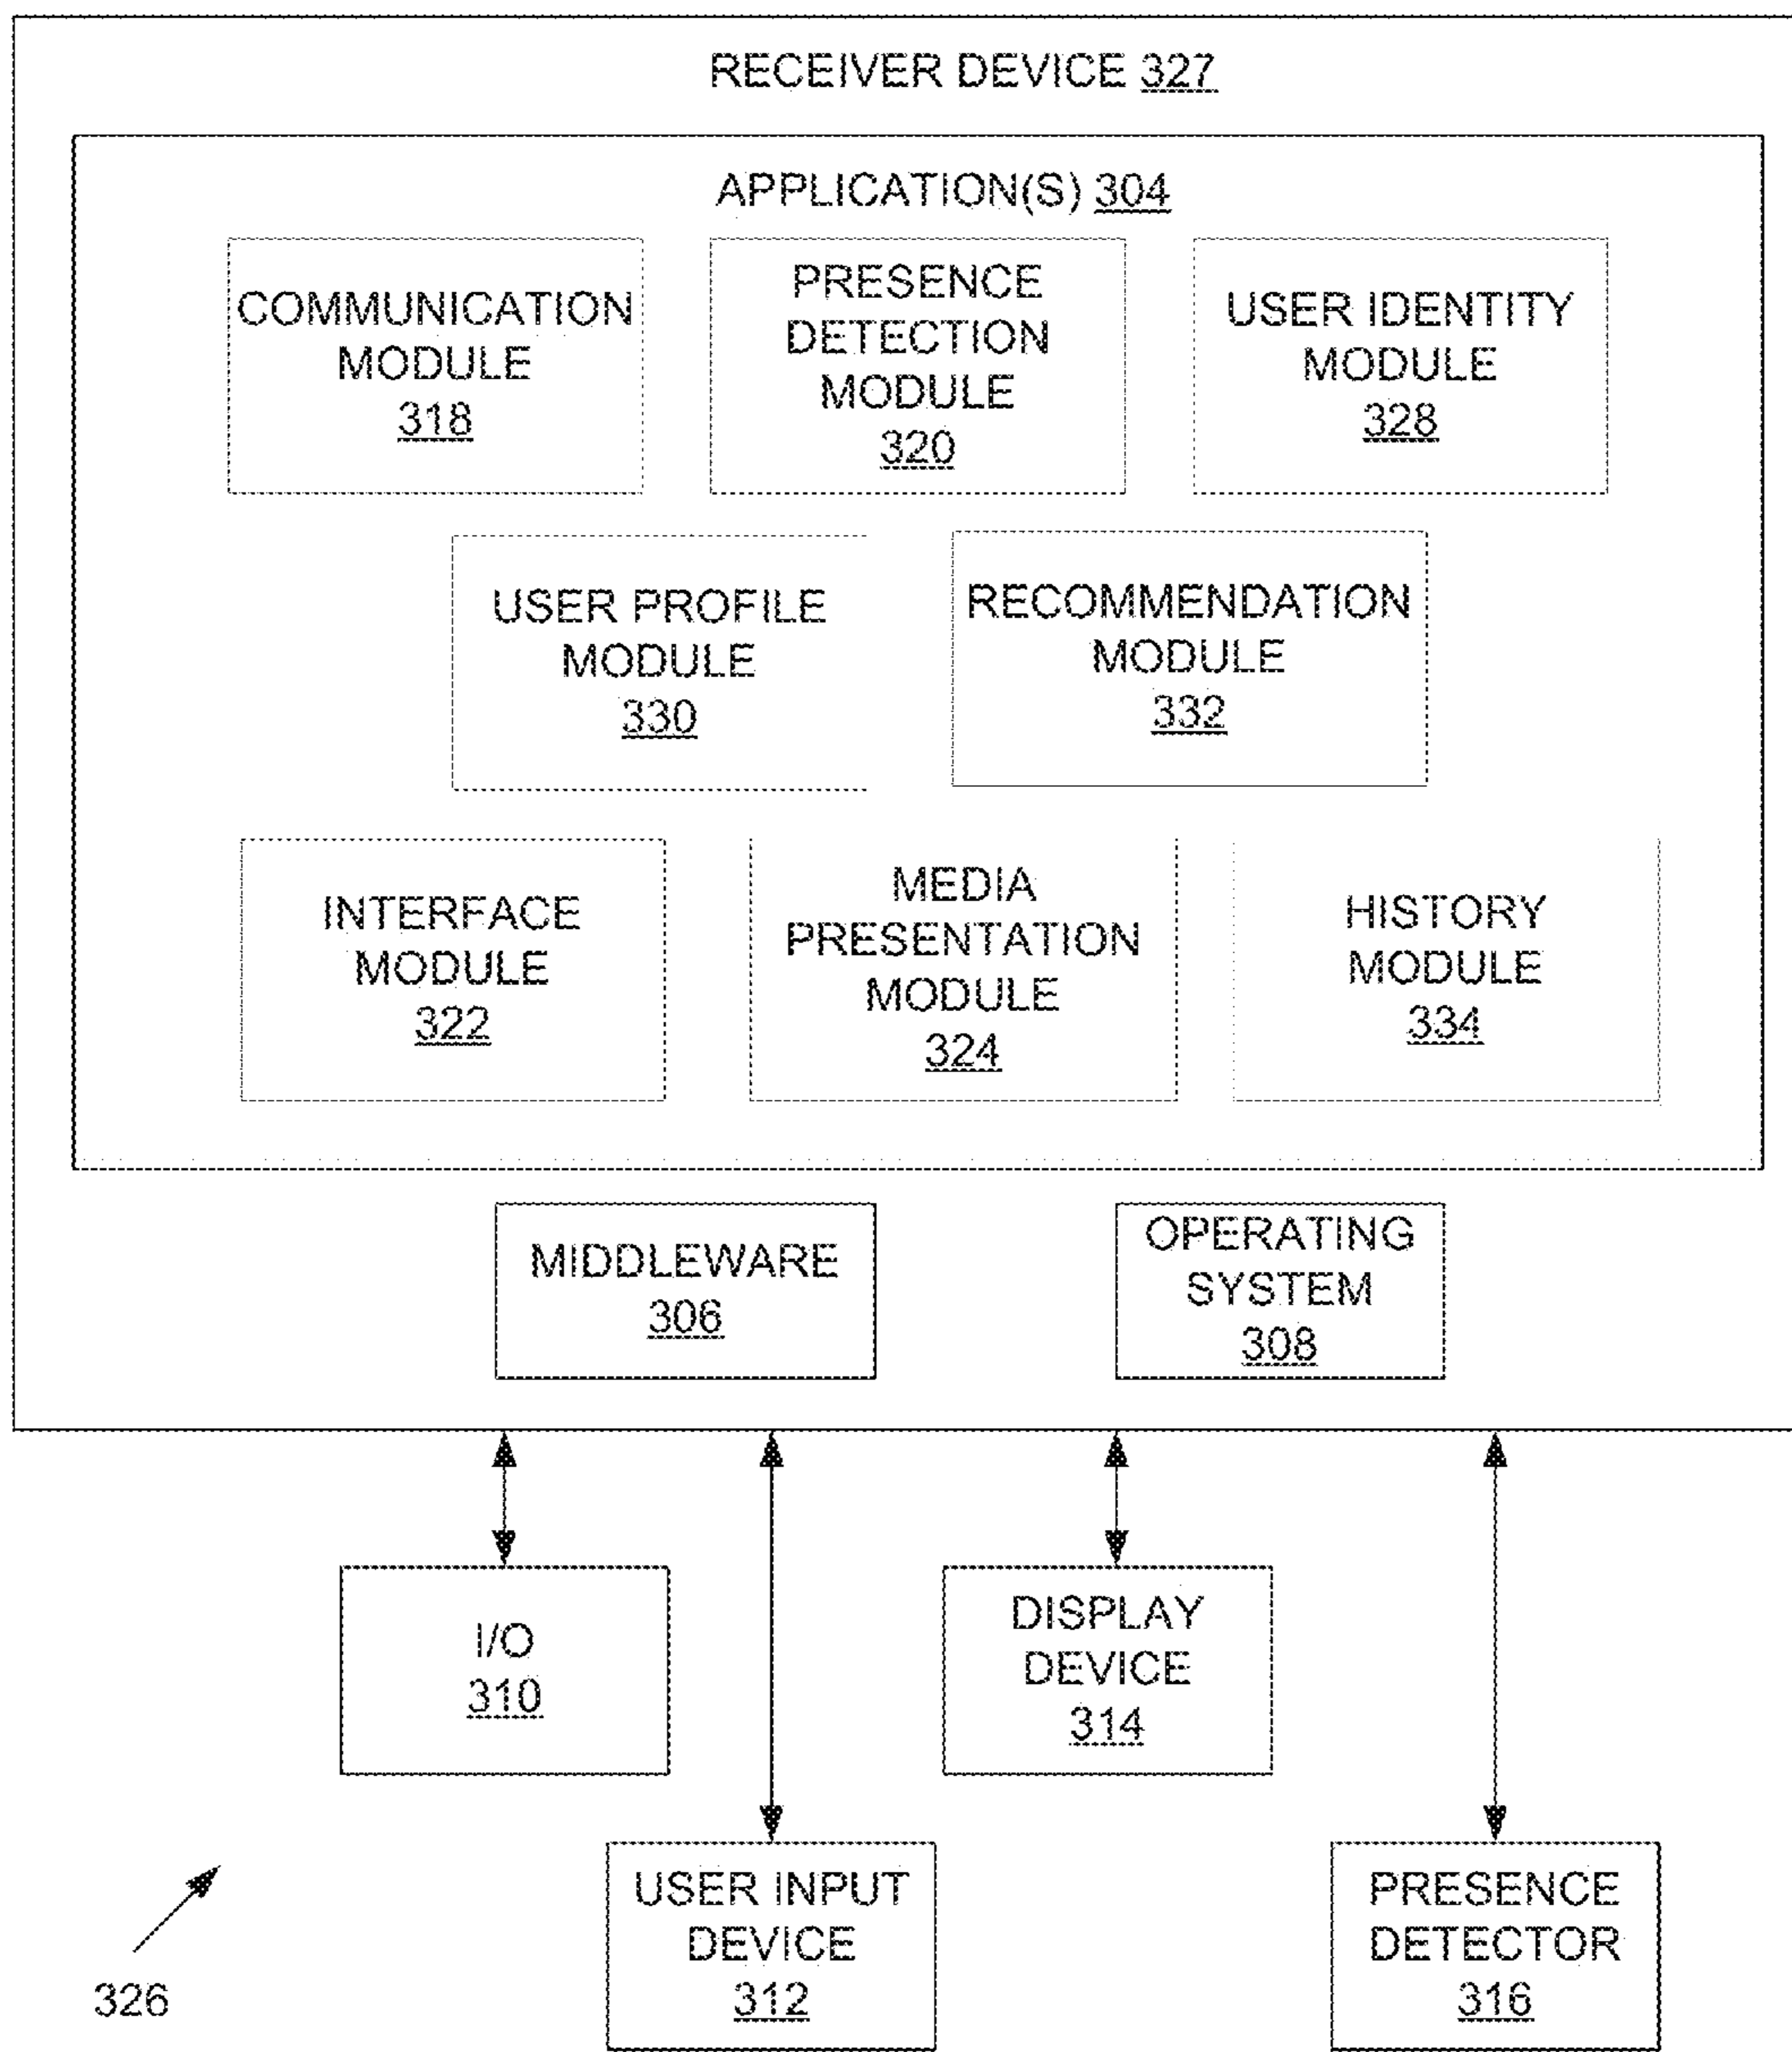 RECEIVER DEVICE 327
APPLICATION(S) 304
COMMUNICATION
MODULE
318
PRESENCE
DETECTION
MODULE
320
USER IDENTITY
MODULE
328
USER PROFILE
MODULE
330
RECOMMENDATION
MODULE
332
INTERFACE
MODULE
322
MEDIA
PRESENTATION
MODULE
324
HISTORY
MODULE
334
MIDDLEWARE
306
OPERATING
SYSTEM
308
I/O
310
DISPLAY
DEVICE
314
USER INPUT
DEVICE
312
PRESENCE
DETECTOR
316
326